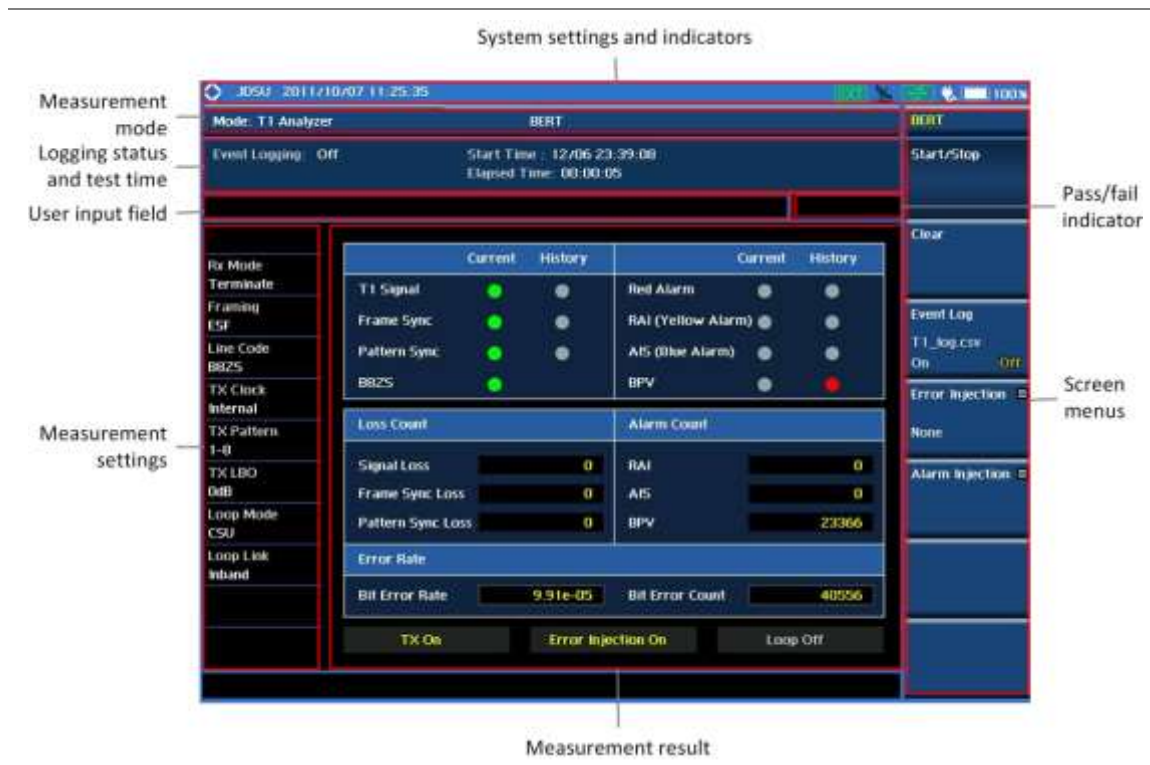 System settings and indicators
JDSU 2011/10/07 11:25:35
EXT
100%
Measurement mode
Mode: T1 Analyzer BERT
BERT
Logging status and test time
Event Logging Off
Start Time : 12/06 23:39:08
Elapsed Time: 00:00:05
Start/Stop
User input field
Pass/fail indicator
Clear
Measurement settings
Rx Mode
Terminate
Framing
ESF
Line Code
B8ZS
TX Clock
Internal
TX Pattern
1-8
TX LBO
0dB
Loop Mode
CSU
Loop Link
Inband
Current History
T1 Signal
Frame Sync
Pattern Sync
B8ZS
Current History
Red Alarm
RAI (Yellow Alarm)
AIS (Blue Alarm)
BPV
Loss Count
Signal Loss 0
Frame Sync Loss 0
Pattern Sync Loss 0
Alarm Count
RAI 0
AIS 0
BPV 23366
Error Rate
Bit Error Rate 9.91e-05
Bit Error Count 40556
TX On
Error Injection On
Loop Off
Event Log
T1_log.csv
On Off
Error Injection
None
Alarm Injection
Screen menus
Measurement result